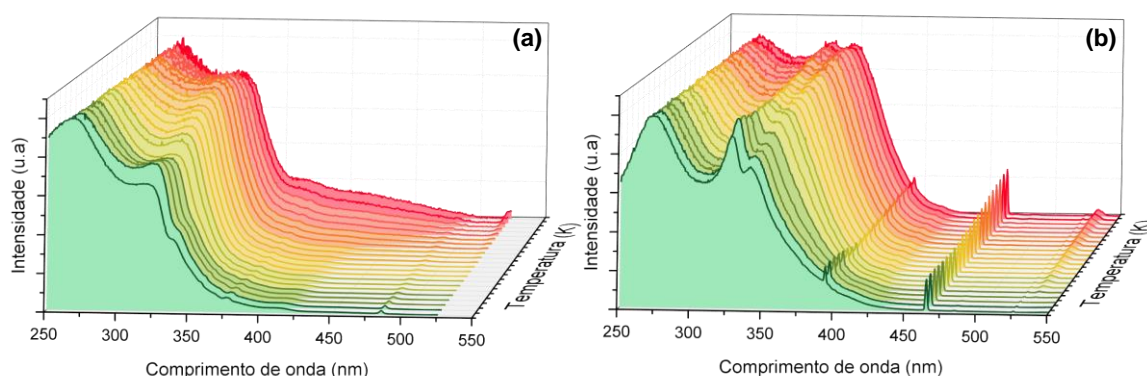 (a)
Intensidade (u.a)
Temperatura (K)
250 300 350 400 450 500 550
Comprimento de onda (nm)
(b)
Intensidade (u.a)
Temperatura (K)
250 300 350 400 450 500 550
Comprimento de onda (nm)